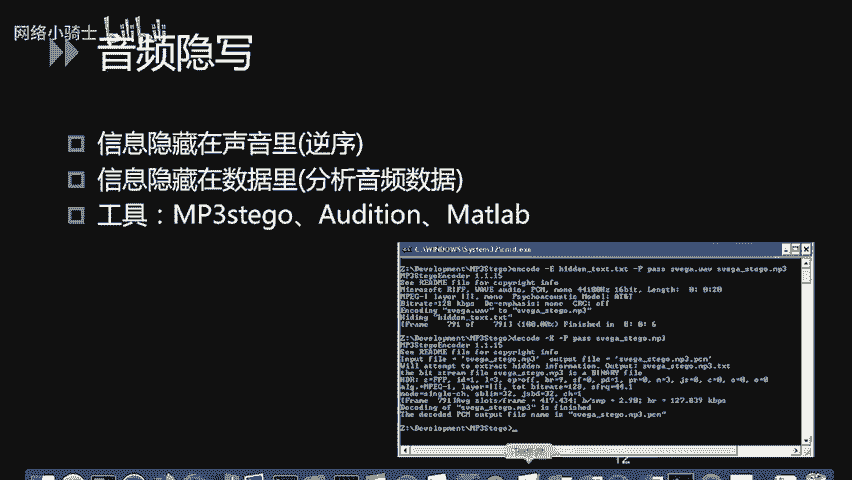 网络小骑士
音频隐写
信息隐藏在声音里(逆序)
信息隐藏在数据里(分析音频数据)
工具：MP3stego、Audition、Matlab
C:\WINDOWS\System32\cmd.exe
Z:\Development\MP3Stego>encode -E hidden_text.txt -P pass svega.wav svega_stego.mp3
MP3StegoEncoder 1.1.15
See README file for copyright info
Microsoft RIFF, WAVE audio, PCM, mono 44100Hz 16bit, Length: 0: 0:20
MPEG-I layer III, mono Psychoacoustic Model: AT&T
Bitrate=128 kbps De-emphasis: none CRC: off
Encoding "svega.wav" to "svega_stego.mp3"
Hiding "hidden_text.txt"
[Frame 791 of 791] (100.00%) Finished in 0: 0: 6
Z:\Development\MP3Stego>decode -X -P pass svega_stego.mp3
MP3StegoEncoder 1.1.15
See README file for copyright info
Input file = 'svega_stego.mp3' output file = 'svega_stego.mp3.pcm'
Will attempt to extract hidden information. Output: svega_stego.mp3.txt
the bit stream file svega_stego.mp3 is a BINARY file
HDR: s=FFF, id=1, l=3, ep=off, br=9, sf=0, pd=1, pr=0, m=3, js=0, c=0, o=0, e=0
alg.=MPEG-1, layer=III, tot bitrate=128, sfrq=44.1
mode=single-ch, sblim=32, jsbd=32, ch=1
[Frame 791]Avg slots/frame = 417.434; b/smp = 2.90; br = 127.839 kbps
Decoding of "svega_stego.mp3" is finished
The decoded PCM output file name is "svega_stego.mp3.pcm"
Z:\Development\MP3Stego>_
12